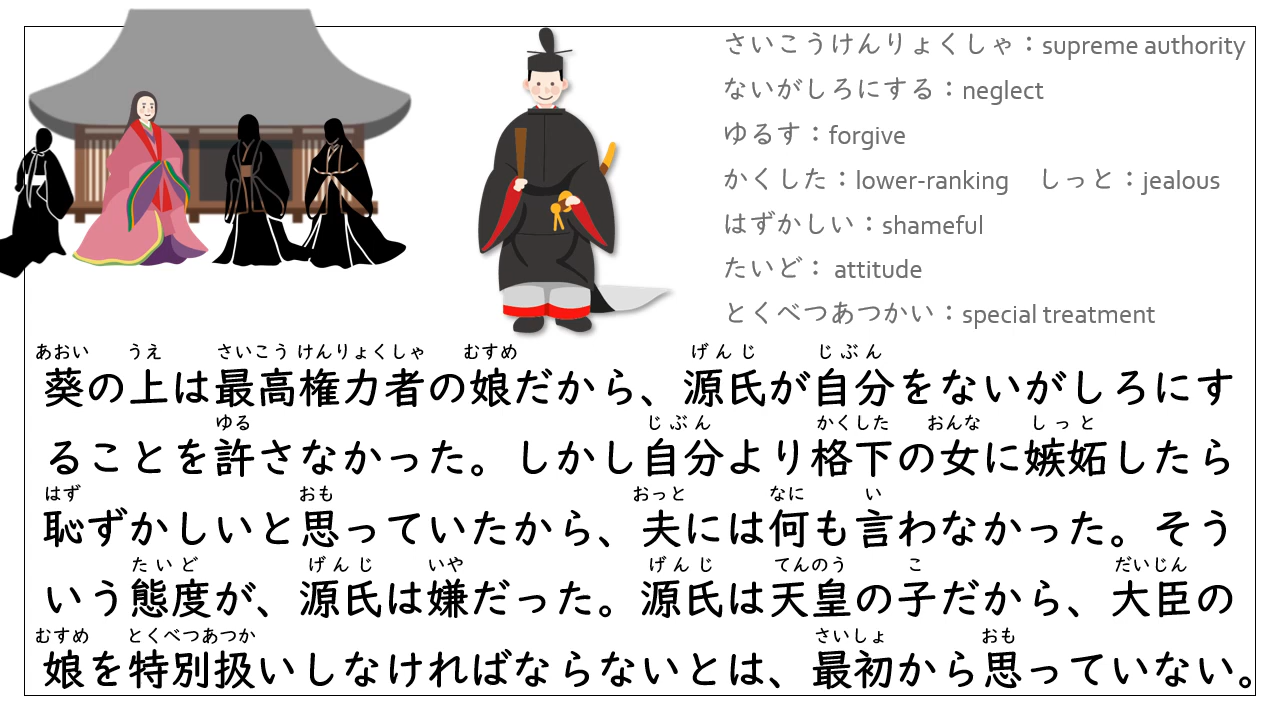 さいこうけんりょくしゃ：supreme authority
ないがしろにする：neglect
ゆるす：forgive
かくした：lower-ranking　しっと：jealous
はずかしい：shameful
たいど： attitude
とくべつあつかい：special treatment
あおい うえ さいこう けんりょくしゃ むすめ げんじ じぶん
葵の上は最高権力者の娘だから、源氏が自分をないがしろにす
ゆる じぶん かくした おんな しっと
ることを許さなかった。しかし自分より格下の女に嫉妬したら
はず おも おっと なに い
恥ずかしいと思っていたから、夫には何も言わなかった。そう
たいど げんじ いや げんじ てんのう こ だいじん
いう態度が、源氏は嫌だった。源氏は天皇の子だから、大臣の
むすめ とくべつあつか さいしょ おも
娘を特別扱いしなければならないとは、最初から思っていない。